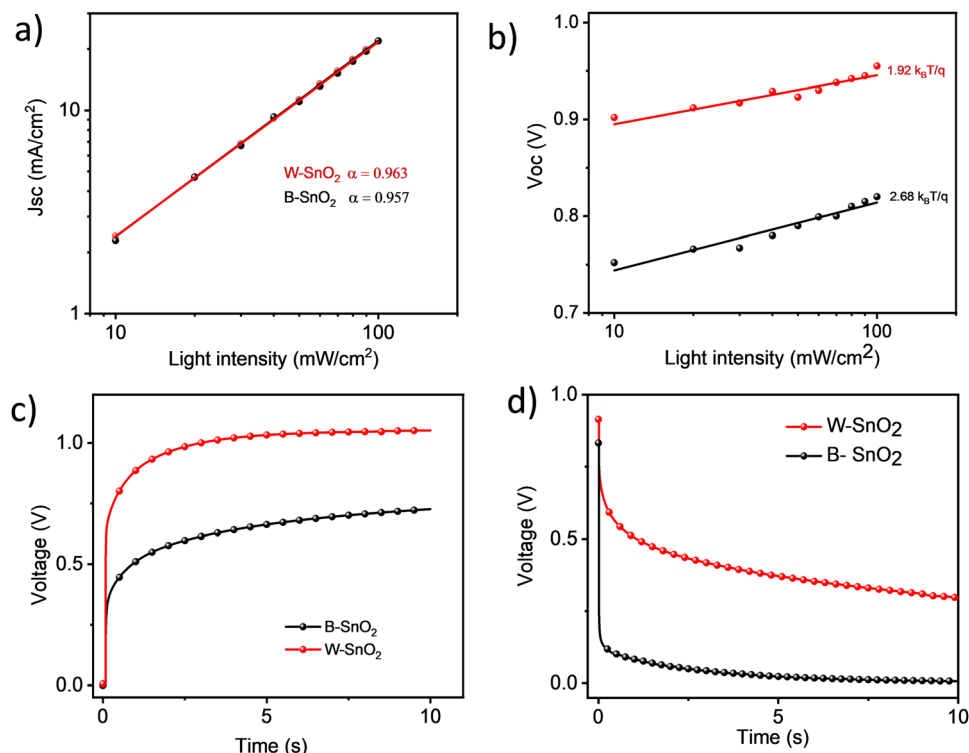 a)
Jsc (mA/cm²)
10
1
W-SnO₂ α = 0.963
B-SnO₂ α = 0.957
10
100
Light intensity (mW/cm²)
b)
Voc (V)
1.0
0.9
0.8
0.7
1.92 k_BT/q
2.68 k_BT/q
10
100
Light intensity (mW/cm²)
c)
Voltage (V)
1.0
0.5
0.0
B-SnO₂
W-SnO₂
0
5
10
Time (s)
d)
Voltage (V)
1.0
0.5
0.0
W-SnO₂
B- SnO₂
0
5
10
Time (s)